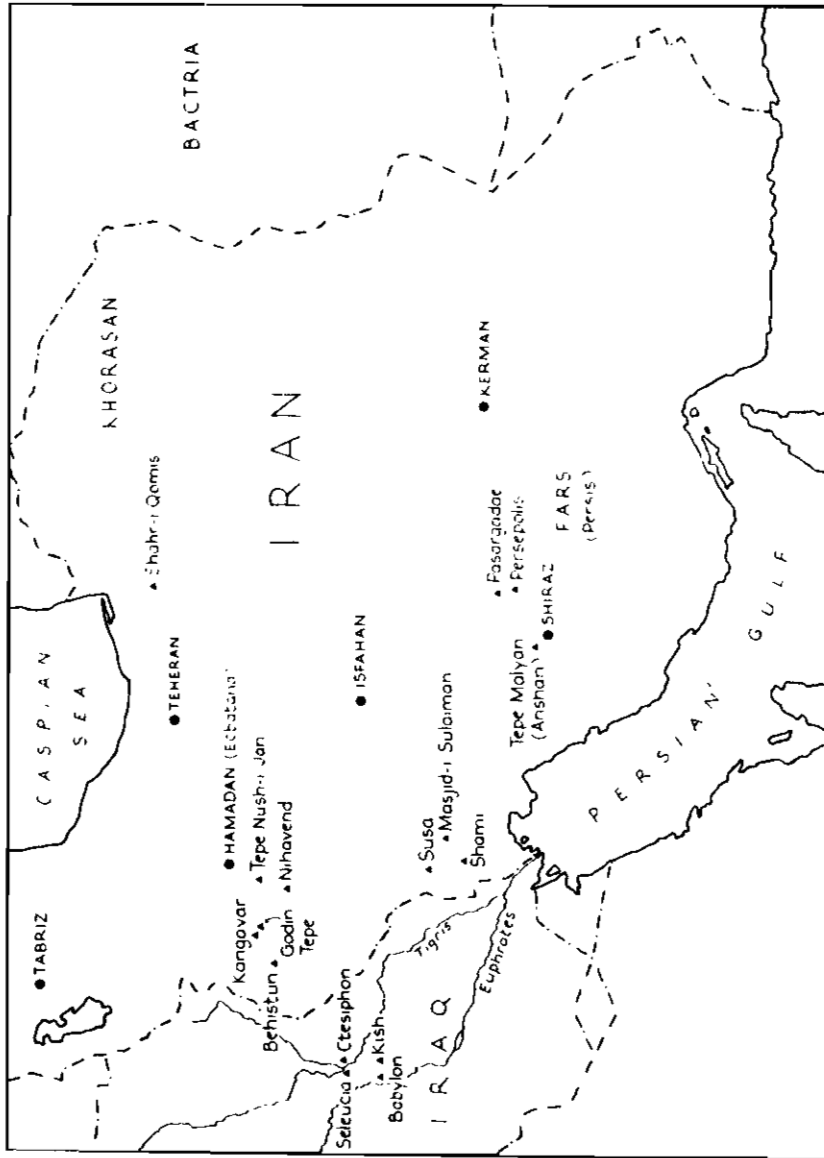 CASPIAN
SEA
TABRIZ
KHORASAN
BACTRIA
Shahr-i Qomis
TEHERAN
HAMADAN (Ecbatana)
Tepe Nush-i Jan
Nihavend
Kangavar
Godin
Tepe
Behistun
IRAN
ISFAHAN
Seleucia
Ctesiphon
Kish
Babylon
IRAQ
Tigris
Euphrates
Susa
Masjid-i Sulaiman
Shami
KERMAN
Pasargadae
Persepolis
Tepe Malyan
(Anshan)
SHIRAZ
FARS
(Persis)
PERSIAN
GULF